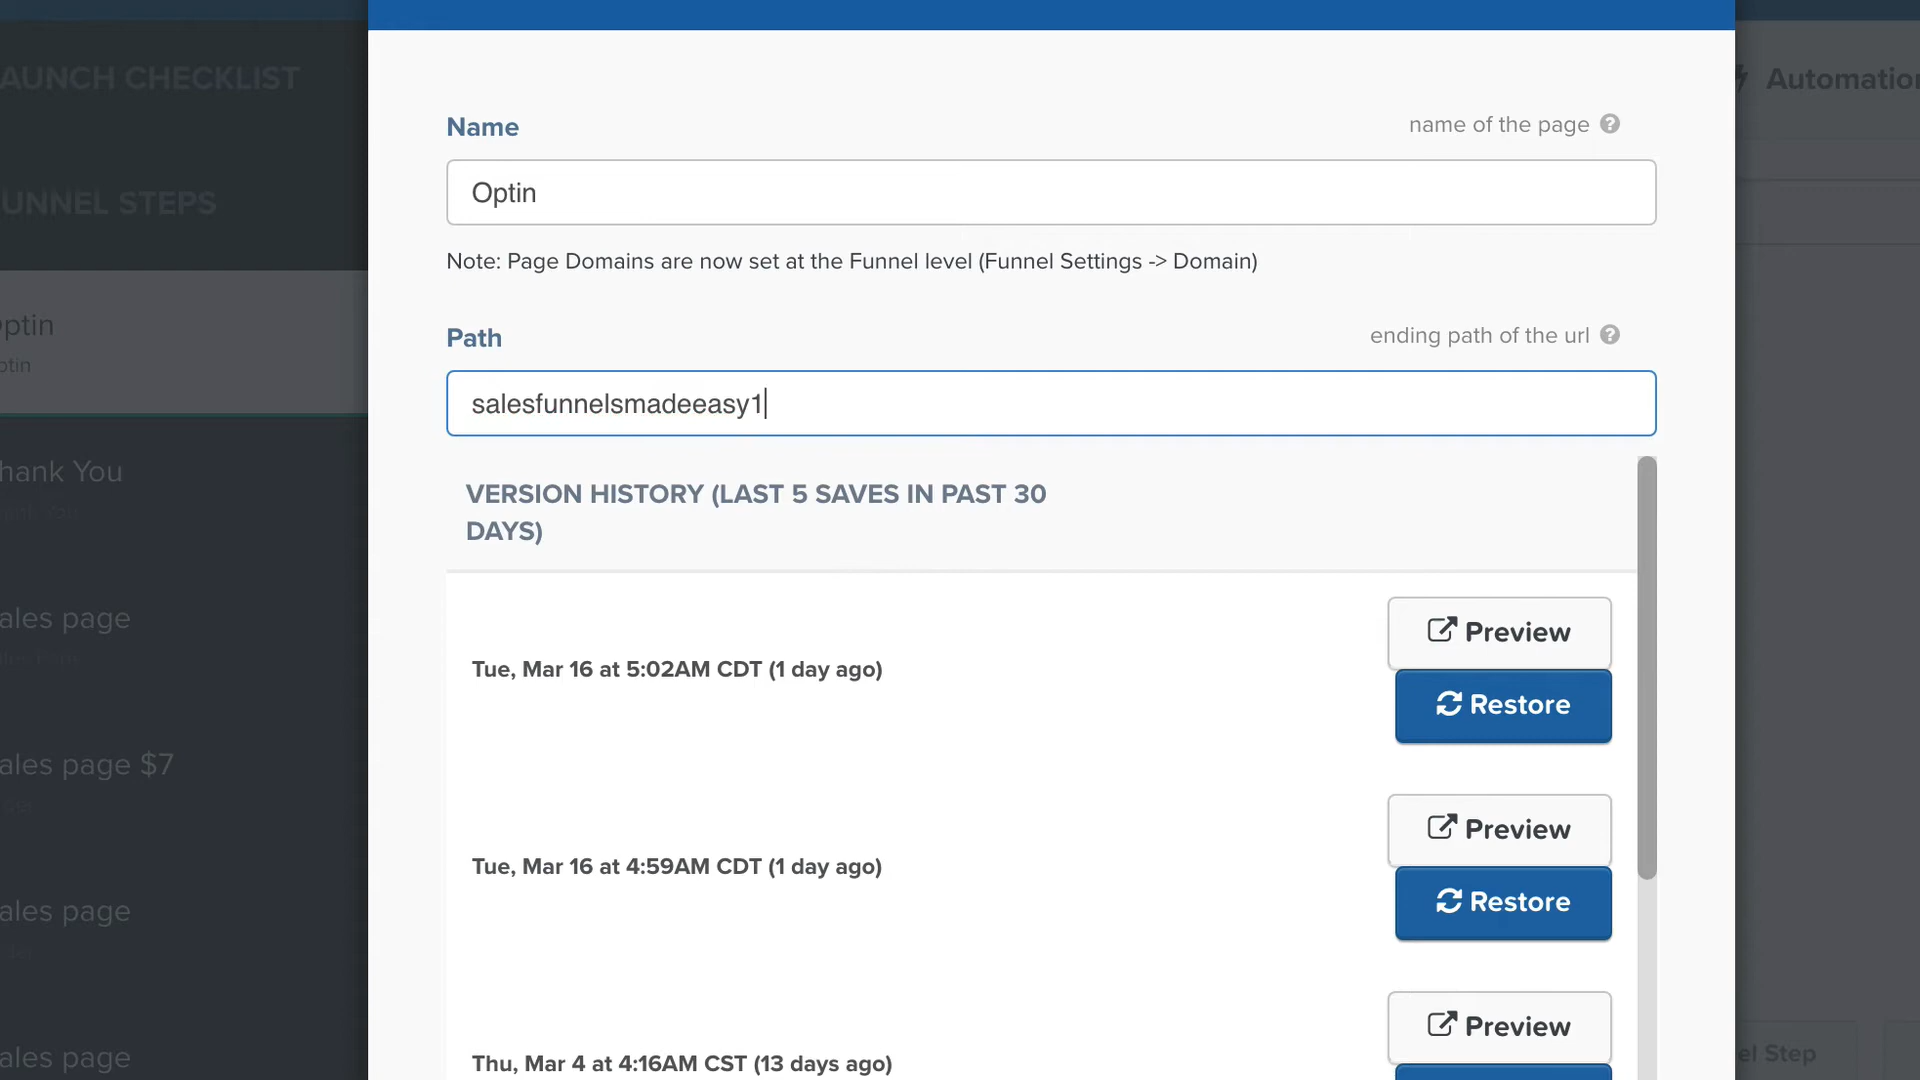 AUNCH CHECKLIST
Automation
Name
name of the page
Optin
UNNEL STEPS
Note: Page Domains are now set at the Funnel level (Funnel Settings -> Domain)
ptin
ptin
Path
ending path of the url
salesfunnelsmadeeasy1
hank You
VERSION HISTORY (LAST 5 SAVES IN PAST 30
DAYS)
ales page
Preview
Tue, Mar 16 at 5:02AM CDT (1 day ago)
Restore
ales page $7
Preview
Tue, Mar 16 at 4:59AM CDT (1 day ago)
Restore
ales page
Preview
Thu, Mar 4 at 4:16AM CST (13 days ago)
ales page
el Step